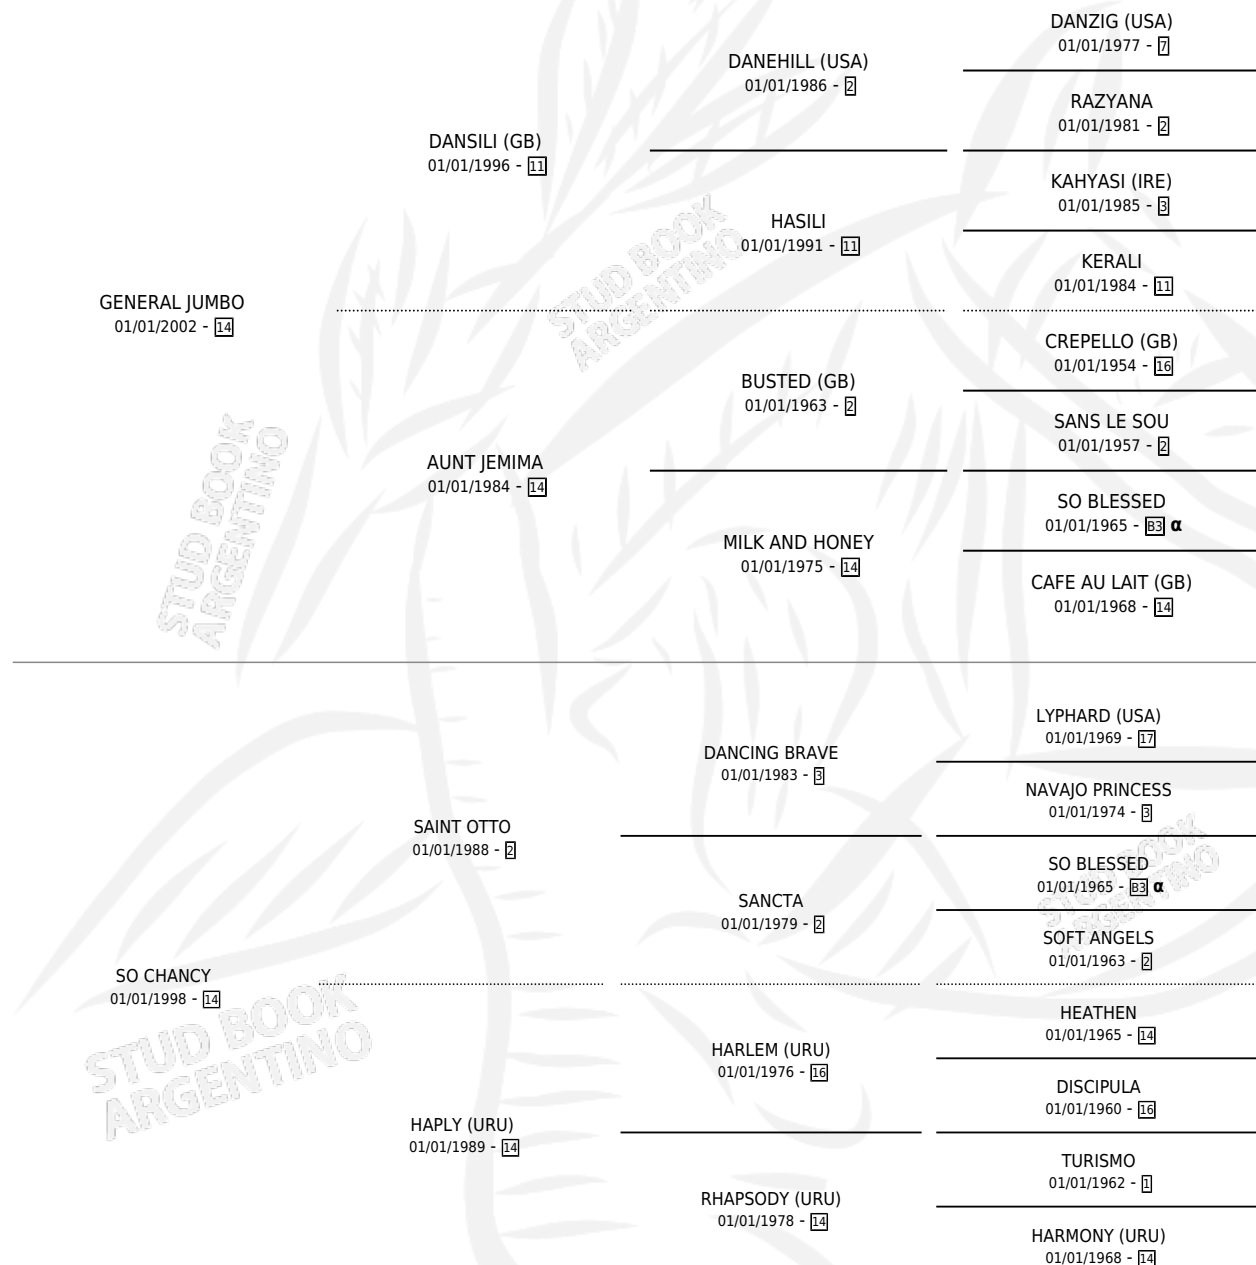 DANZIG (USA)
01/01/1977 - 7
DANEHILL (USA)
01/01/1986 - 2
RAZYANA
01/01/1981 - 2
DANSILI (GB)
01/01/1996 - 11
KAHYASI (IRE)
01/01/1985 - 3
HASILI
01/01/1991 - 11
KERALI
01/01/1984 - 11
GENERAL JUMBO
01/01/2002 - 14
CREPELLO (GB)
01/01/1954 - 16
BUSTED (GB)
01/01/1963 - 2
SANS LE SOU
01/01/1957 - 2
AUNT JEMIMA
01/01/1984 - 14
SO BLESSED
01/01/1965 - B3 α
MILK AND HONEY
01/01/1975 - 14
CAFE AU LAIT (GB)
01/01/1968 - 14
STUD BOOK
ARGENTINO
STUD BOOK
ARGENTINO
LYPHARD (USA)
01/01/1969 - 17
DANCING BRAVE
01/01/1983 - 3
NAVAJO PRINCESS
01/01/1974 - 3
SAINT OTTO
01/01/1988 - 2
SO BLESSED
01/01/1965 - B3 α
SANCTA
01/01/1979 - 2
SOFT ANGELS
01/01/1963 - 2
SO CHANCY
01/01/1998 - 14
HEATHEN
01/01/1965 - 14
HARLEM (URU)
01/01/1976 - 16
DISCIPULA
01/01/1960 - 16
HAPLY (URU)
01/01/1989 - 14
TURISMO
01/01/1962 - 1
RHAPSODY (URU)
01/01/1978 - 14
HARMONY (URU)
01/01/1968 - 14
STUD BOOK
ARGENTINO
STUD BOOK
ARGENTINO